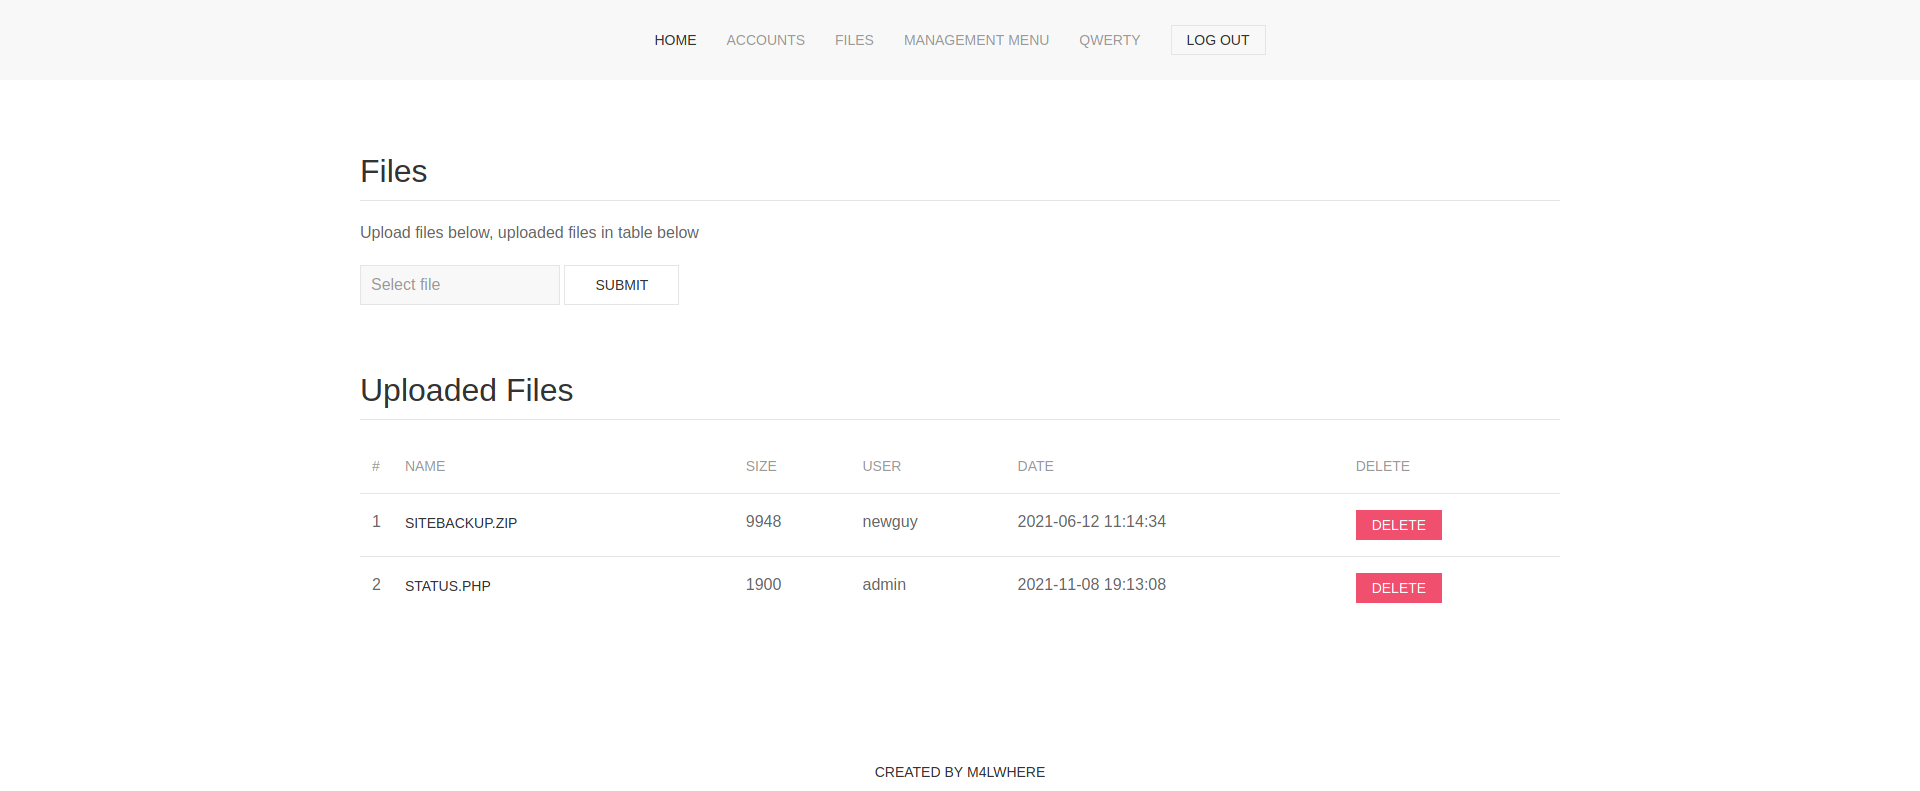 HOME ACCOUNTS FILES MANAGEMENT MENU QWERTY LOG OUT
Files
Upload files below, uploaded files in table below
Select file SUBMIT
Uploaded Files
# NAME SIZE USER DATE DELETE
1 SITEBACKUP.ZIP 9948 newguy 2021-06-12 11:14:34 DELETE
2 STATUS.PHP 1900 admin 2021-11-08 19:13:08 DELETE
CREATED BY M4LWHERE